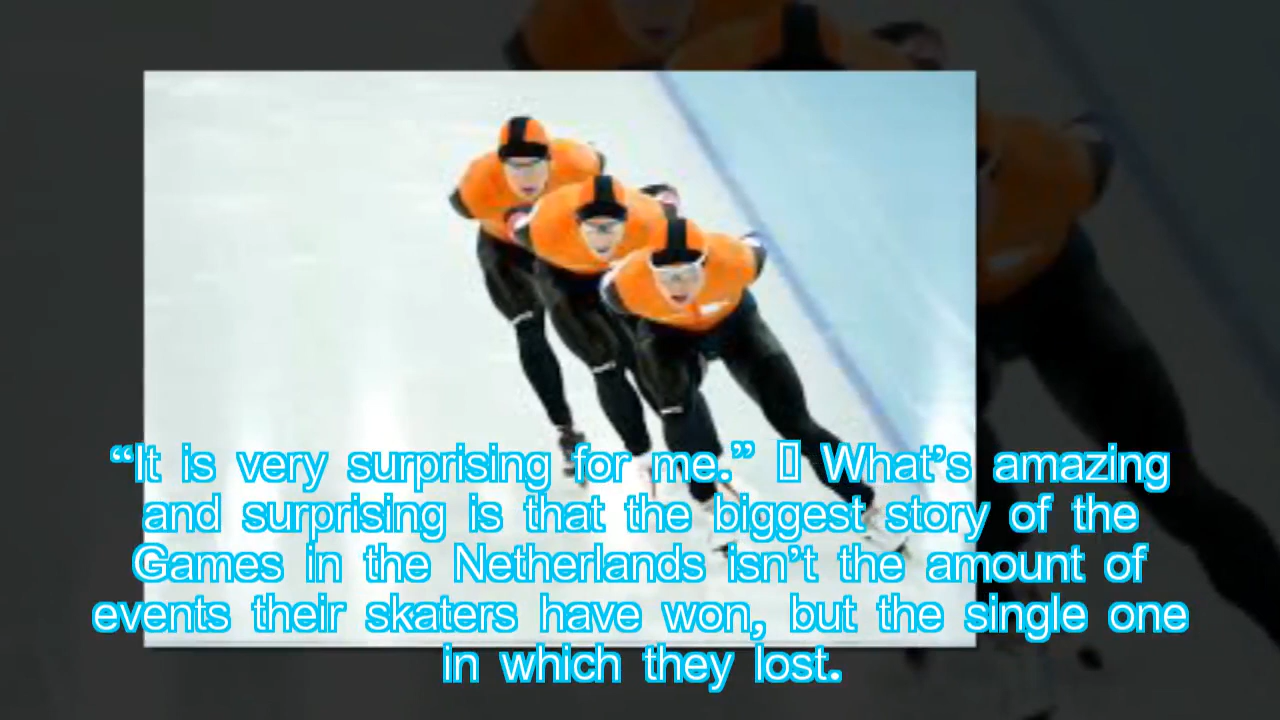 “It is very surprising for me.” ▯ What’s amazing
and surprising is that the biggest story of the
Games in the Netherlands isn’t the amount of
events their skaters have won, but the single one
in which they lost.